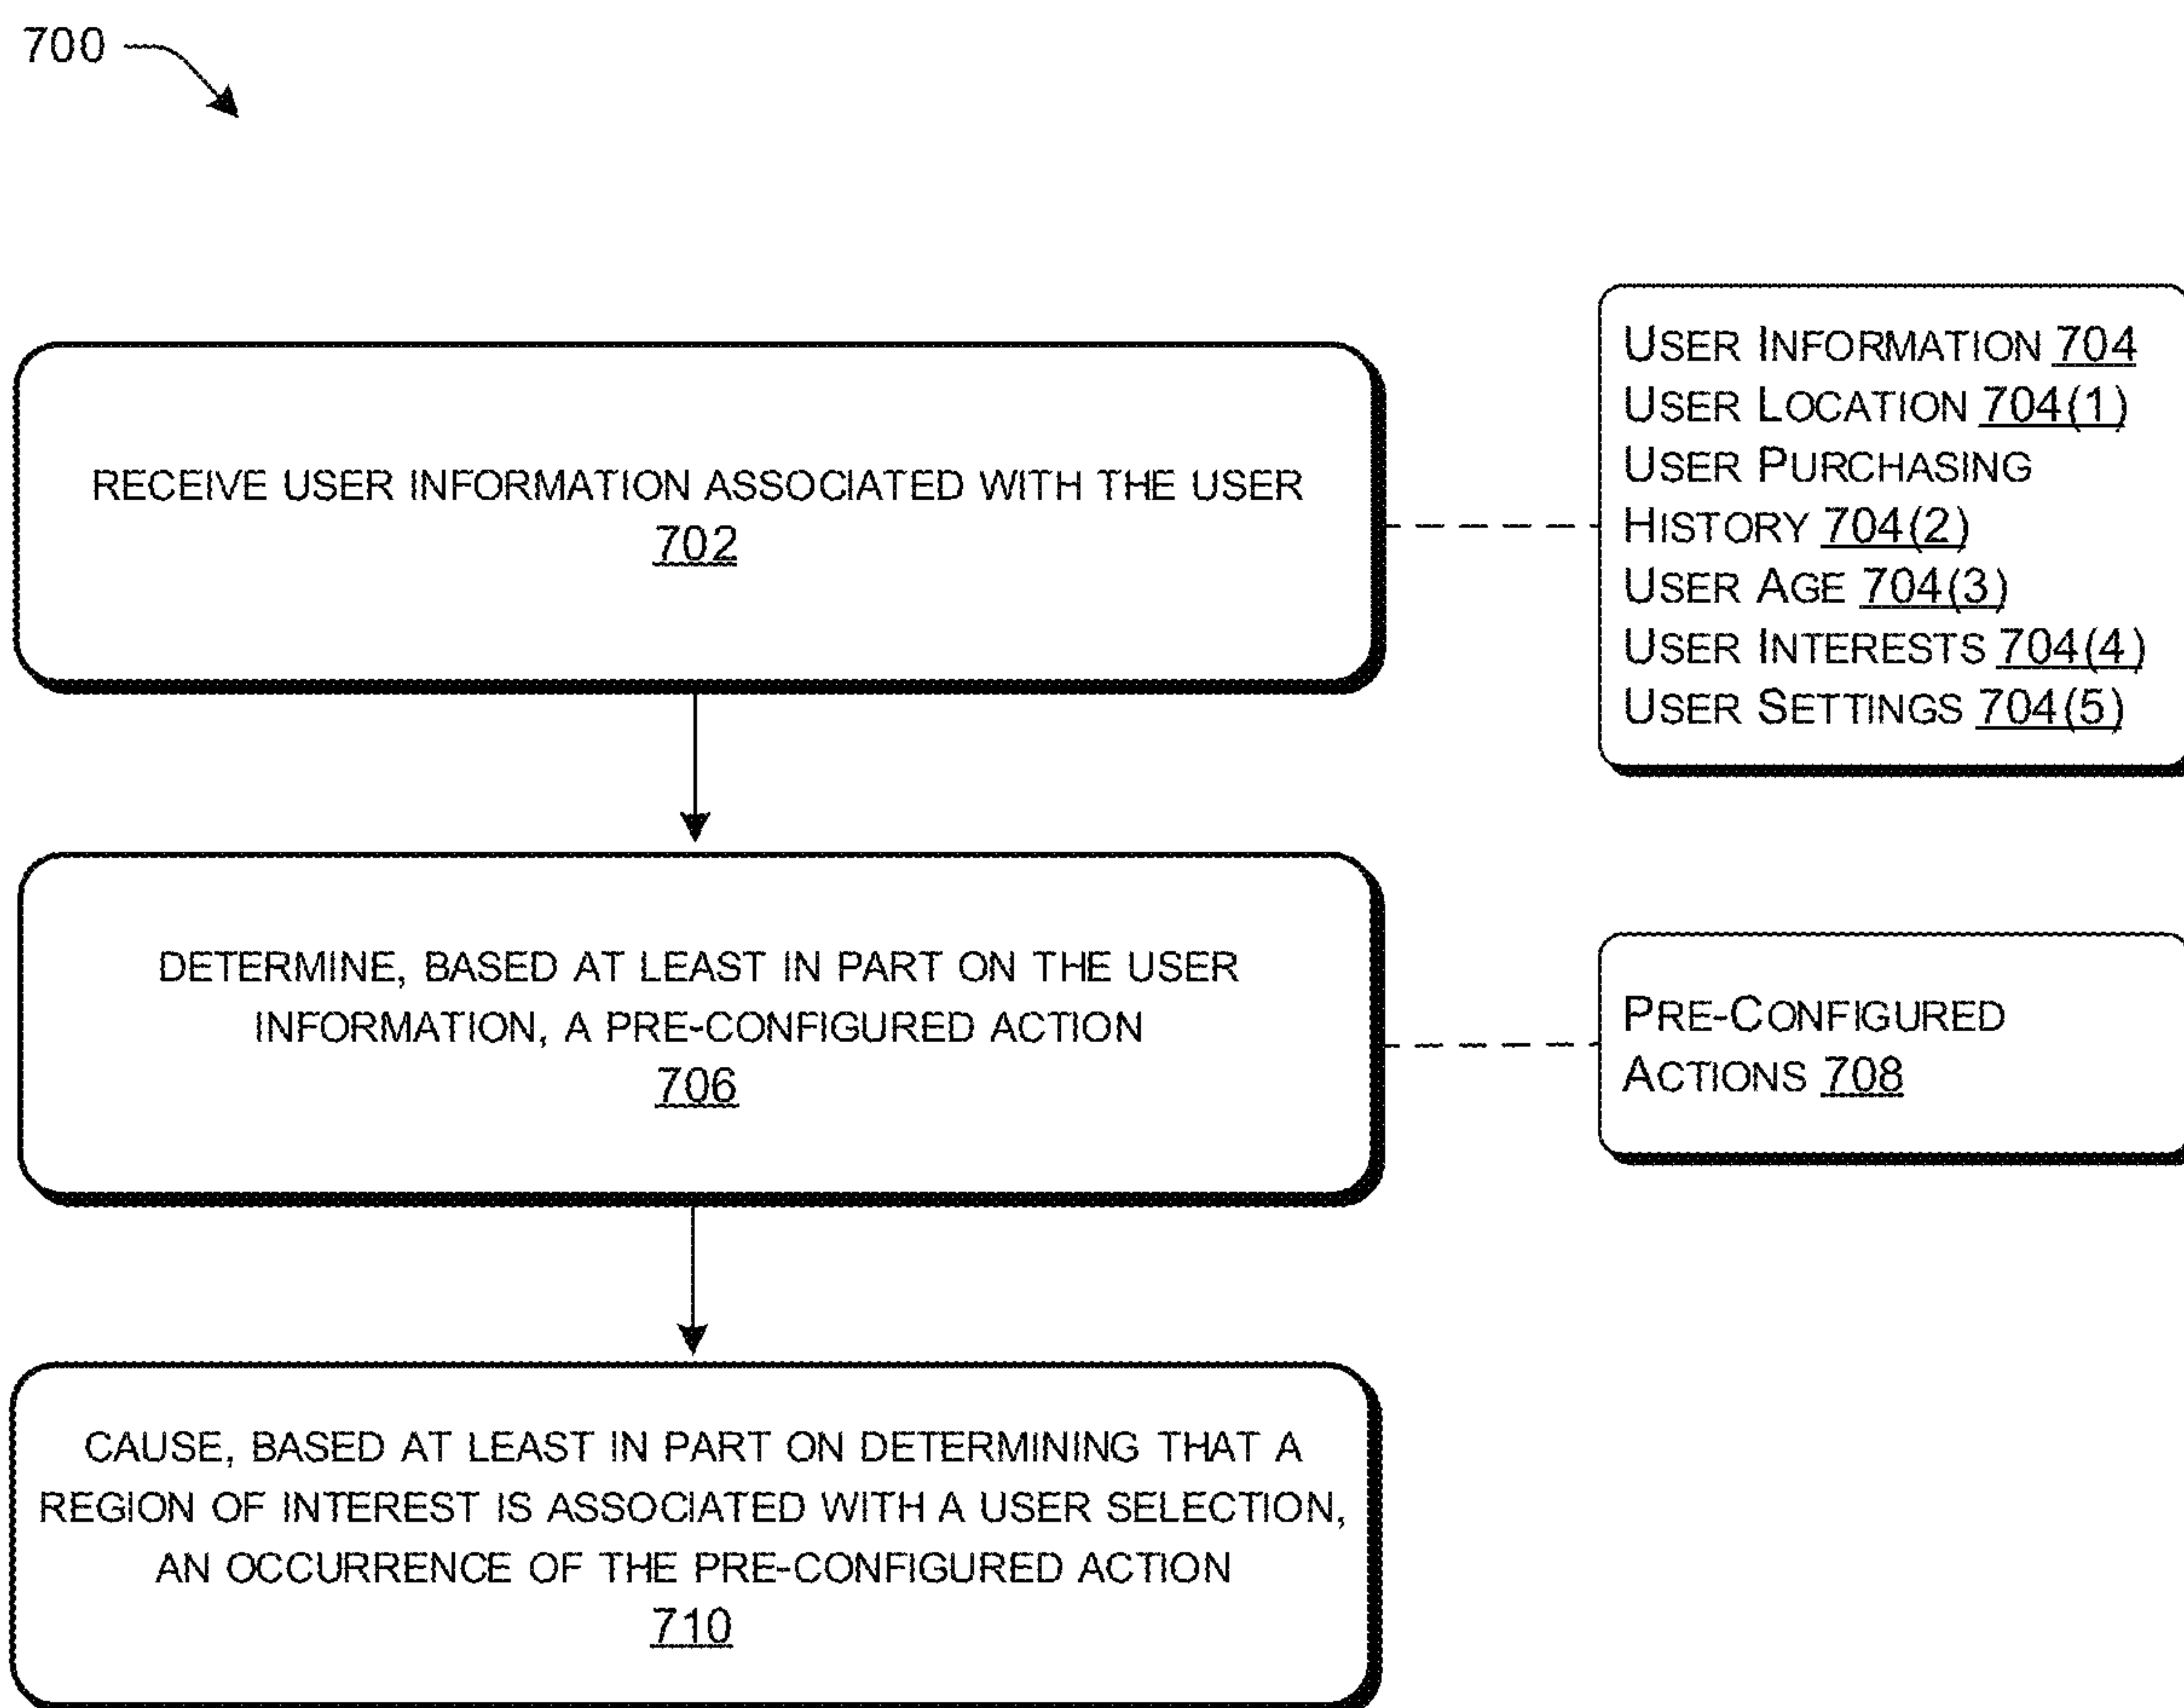 700
RECEIVE USER INFORMATION ASSOCIATED WITH THE USER
702
USER INFORMATION 704
USER LOCATION 704(1)
USER PURCHASING
HISTORY 704(2)
USER AGE 704(3)
USER INTERESTS 704(4)
USER SETTINGS 704(5)
DETERMINE, BASED AT LEAST IN PART ON THE USER
INFORMATION, A PRE-CONFIGURED ACTION
706
PRE-CONFIGURED
ACTIONS 708
CAUSE, BASED AT LEAST IN PART ON DETERMINING THAT A
REGION OF INTEREST IS ASSOCIATED WITH A USER SELECTION,
AN OCCURRENCE OF THE PRE-CONFIGURED ACTION
710